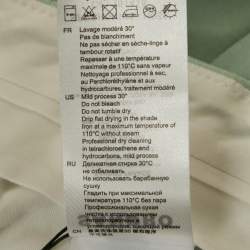 FR Lavage modéré 30°
Pas de blanchiment
Ne pas sécher en sèche-linge à
tambour rotatif
Repasser à une température
maximale de 110°C sans vapeur
Nettoyage professionnel à sec
au Perchloréthylène et aux
hydrocarbures, traitement modéré
US Mild process 30°
Do not bleach
Do not tumble dry
Drip flat drying in the shade
Iron at a maximum temperature
of 110°C without steam
Professional dry cleaning
in tetrachloroethene and
hydrocarbons, mild process
RU Деликатная стирка 30°C
Не отбеливать
Не использовать барабанную
сушку
Гладить при максимальной
температуре 110°C без пара
Профессиональная сухая
чистка с использованием
CH